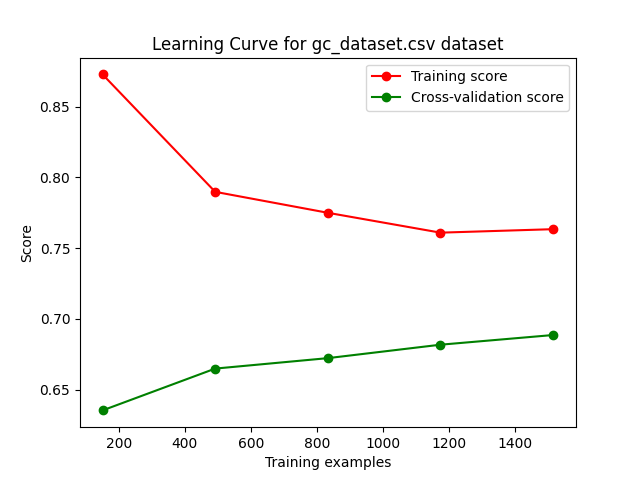 Learning Curve for gc_dataset.csv dataset
Training score
Cross-validation score
0.85
0.80
0.75
0.70
0.65
Score
200 400 600 800 1000 1200 1400
Training examples